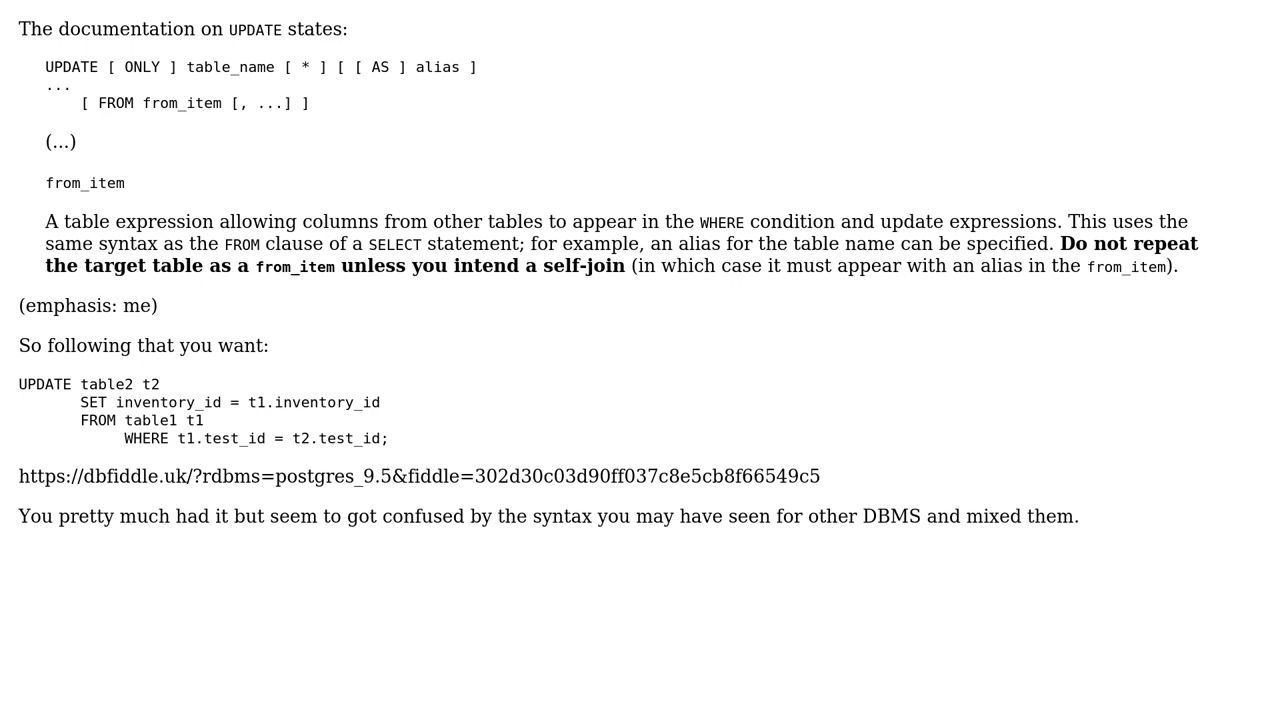 The documentation on UPDATE states:
UPDATE [ ONLY ] table_name [ * ] [ [ AS ] alias ]
...
    [ FROM from_item [, ...] ]
(...)
from_item
A table expression allowing columns from other tables to appear in the WHERE condition and update expressions. This uses the
same syntax as the FROM clause of a SELECT statement; for example, an alias for the table name can be specified. Do not repeat
the target table as a from_item unless you intend a self-join (in which case it must appear with an alias in the from_item).
(emphasis: me)
So following that you want:
UPDATE table2 t2
       SET inventory_id = t1.inventory_id
       FROM table1 t1
            WHERE t1.test_id = t2.test_id;
https://dbfiddle.uk/?rdbms=postgres_9.5&fiddle=302d30c03d90ff037c8e5cb8f66549c5
You pretty much had it but seem to got confused by the syntax you may have seen for other DBMS and mixed them.